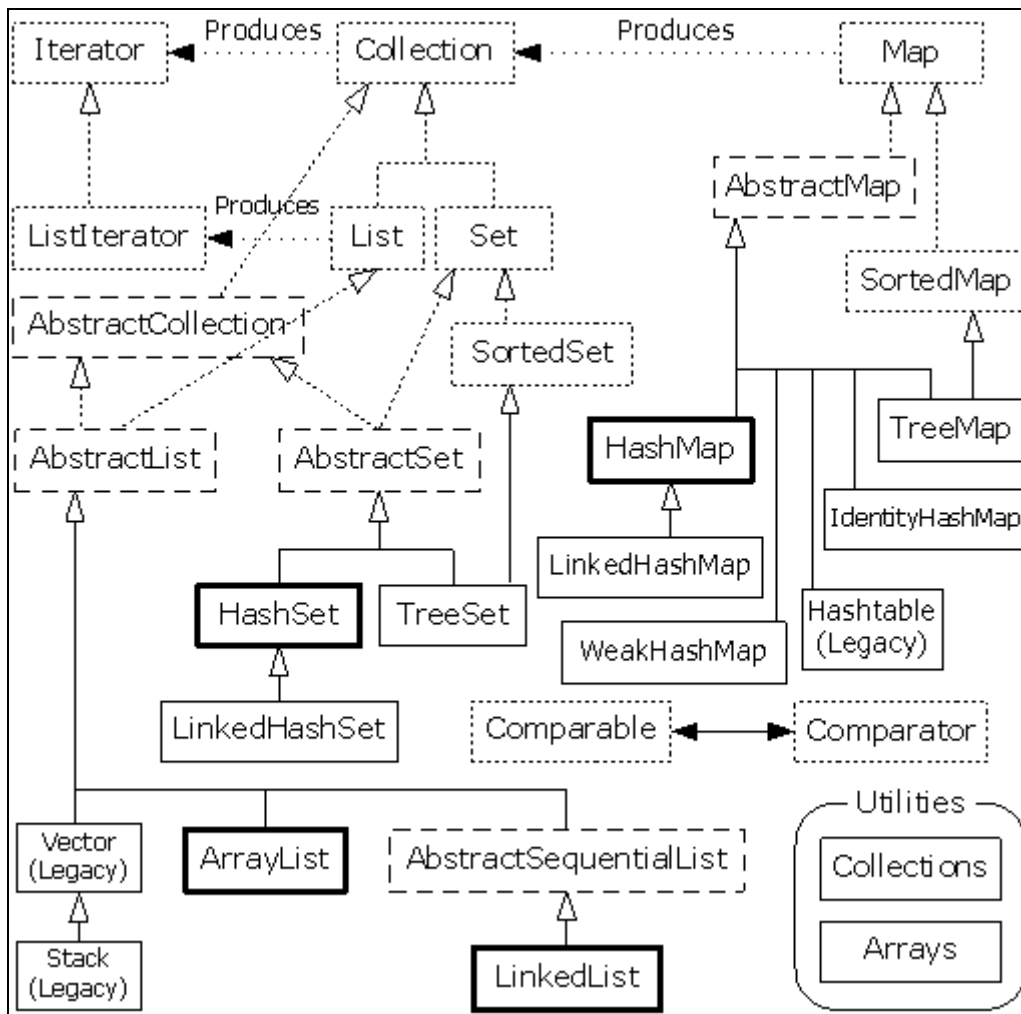 Iterator
Produces
Collection
Produces
Map
AbstractMap
ListIterator
Produces
List
Set
SortedMap
AbstractCollection
SortedSet
TreeMap
AbstractList
AbstractSet
HashMap
IdentityHashMap
LinkedHashMap
HashSet
TreeSet
Hashtable
(Legacy)
WeakHashMap
LinkedHashSet
Comparable
Comparator
Utilities
Vector
(Legacy)
ArrayList
AbstractSequentialList
Collections
Stack
(Legacy)
LinkedList
Arrays